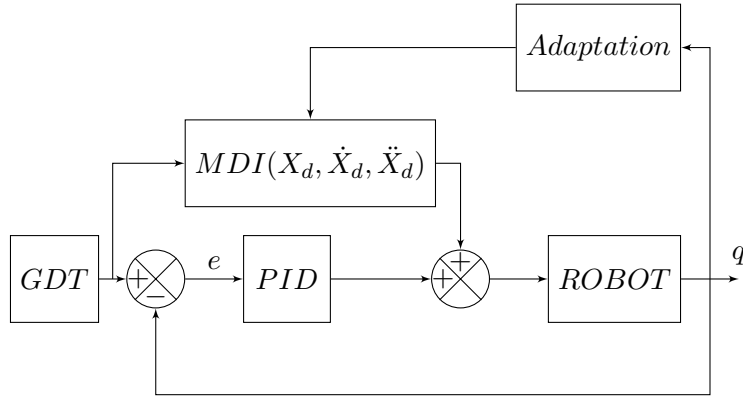 Adaptation
MDI(X_d, Ẋ_d, Ẍ_d)
GDT
+
−
e
PID
+
+
ROBOT
q